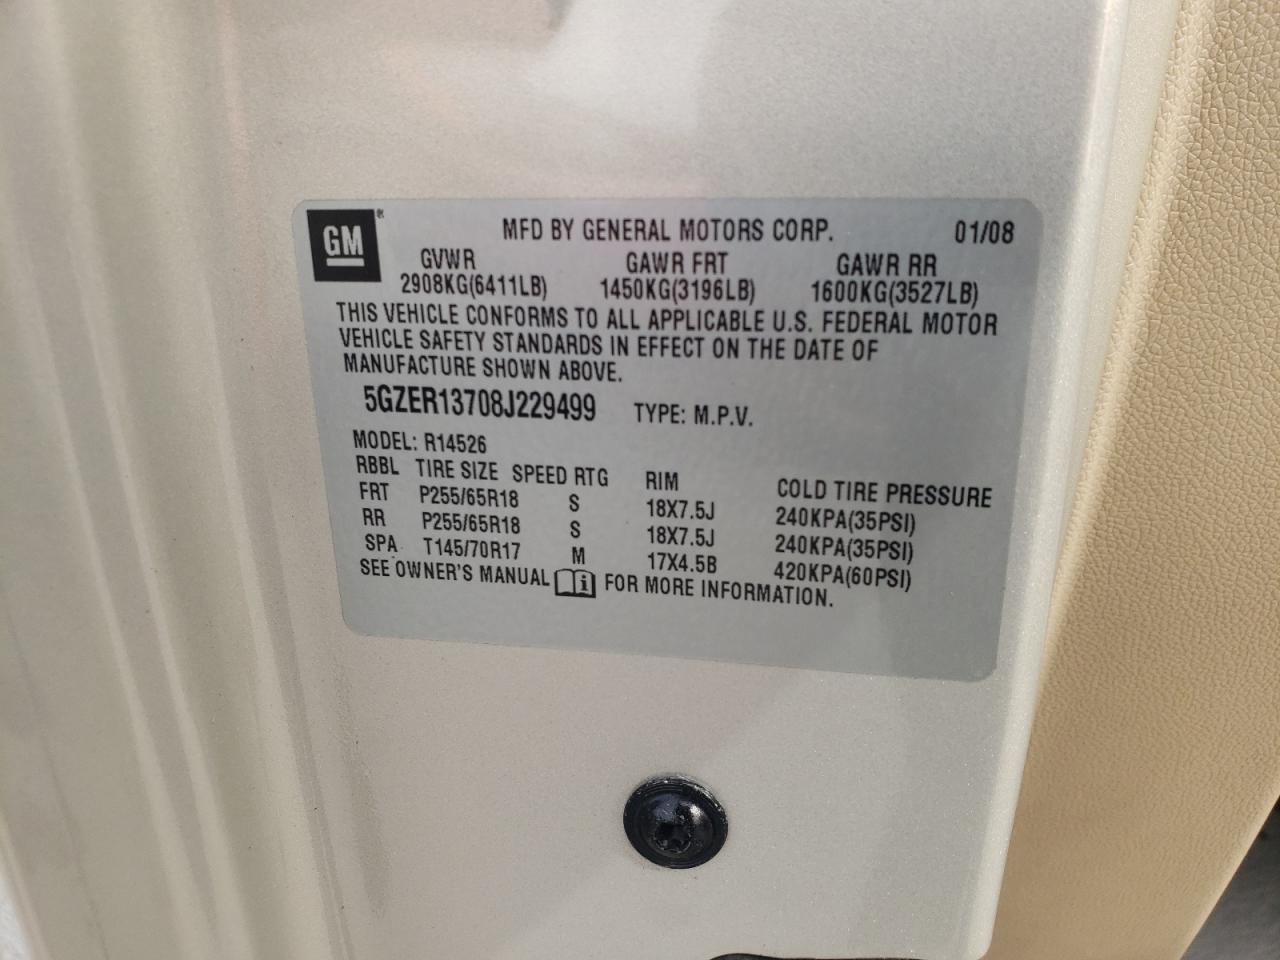 GM® MFD BY GENERAL MOTORS CORP. 01/08
GVWR GAWR FRT GAWR RR
2908KG(6411LB) 1450KG(3196LB) 1600KG(3527LB)
THIS VEHICLE CONFORMS TO ALL APPLICABLE U.S. FEDERAL MOTOR
VEHICLE SAFETY STANDARDS IN EFFECT ON THE DATE OF
MANUFACTURE SHOWN ABOVE.
5GZER13708J229499 TYPE: M.P.V.
MODEL: R14526
RBBL TIRE SIZE SPEED RTG RIM COLD TIRE PRESSURE
FRT P255/65R18 S 18X7.5J 240KPA(35PSI)
RR P255/65R18 S 18X7.5J 240KPA(35PSI)
SPA T145/70R17 M 17X4.5B 420KPA(60PSI)
SEE OWNER'S MANUAL i FOR MORE INFORMATION.